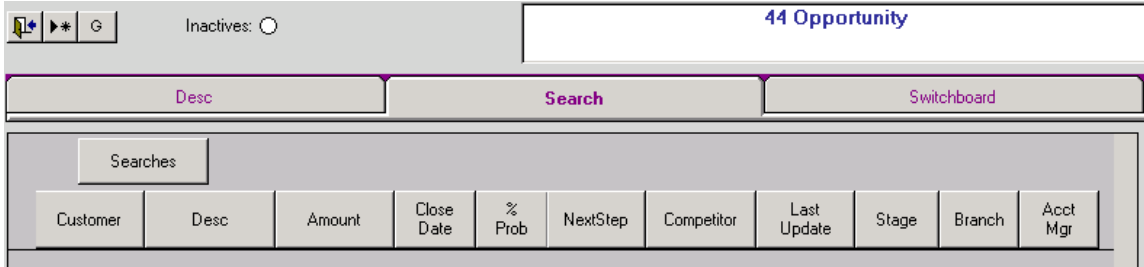 G
Inactives:
44 Opportunity
Desc
Search
Switchboard
Searches
Customer
Desc
Amount
Close
Date
%
Prob
NextStep
Competitor
Last
Update
Stage
Branch
Acct
Mgr